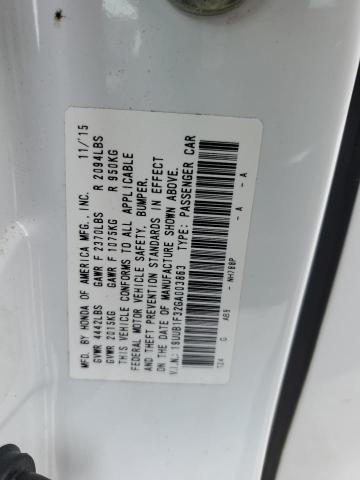 MFD. BY HONDA OF AMERICA MFG., INC. 11/15
GVWR 4442LBS GAWR F 2370LBS R 2094LBS
GVWR 2015KG GAWR F 1075KG R 950KG
THIS VEHICLE CONFORMS TO ALL APPLICABLE
FEDERAL MOTOR VEHICLE SAFETY, BUMPER,
AND THEFT PREVENTION STANDARDS IN EFFECT
ON THE DATE OF MANUFACTURE SHOWN ABOVE.
V.I.N.: 19UUB1F32GA003863 TYPE: PASSENGER CAR
TZ4 G AB9 - NH788P - A - A